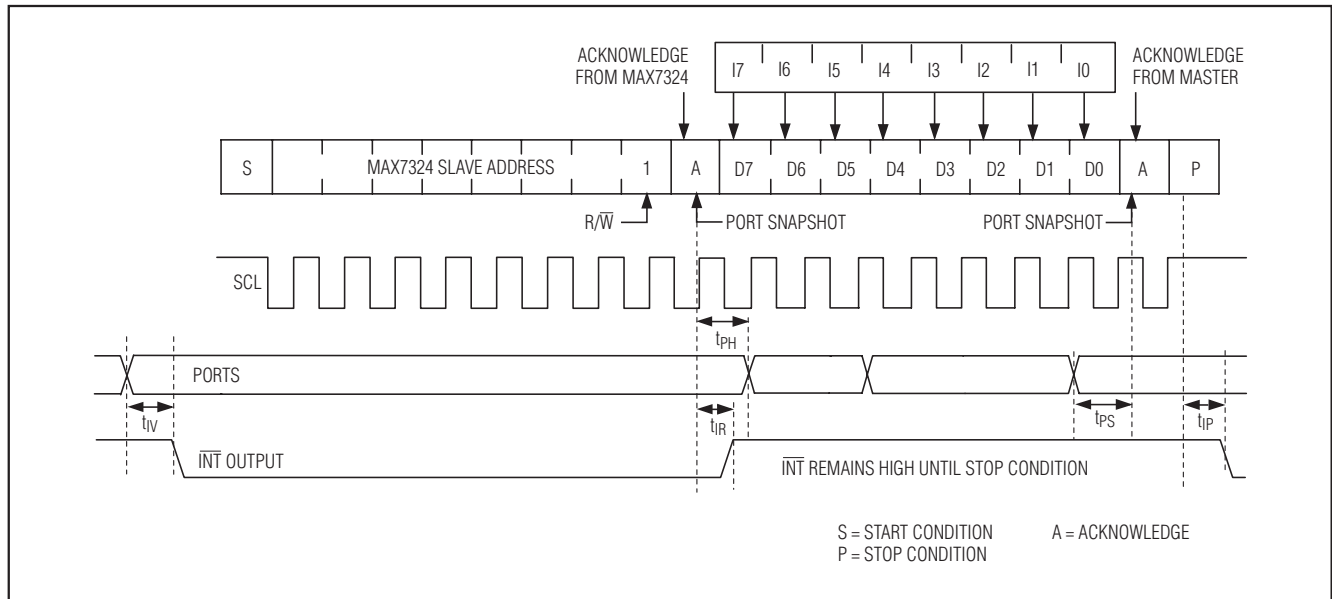 ACKNOWLEDGE
FROM MAX7324
I7 I6 I5 I4 I3 I2 I1 I0
ACKNOWLEDGE
FROM MASTER
S MAX7324 SLAVE ADDRESS 1 A D7 D6 D5 D4 D3 D2 D1 D0 A P
R/W̅ PORT SNAPSHOT PORT SNAPSHOT
SCL
tPH
PORTS
tIV tIR tPS tIP
I̅N̅T̅ OUTPUT I̅N̅T̅ REMAINS HIGH UNTIL STOP CONDITION
S = START CONDITION A = ACKNOWLEDGE
P = STOP CONDITION